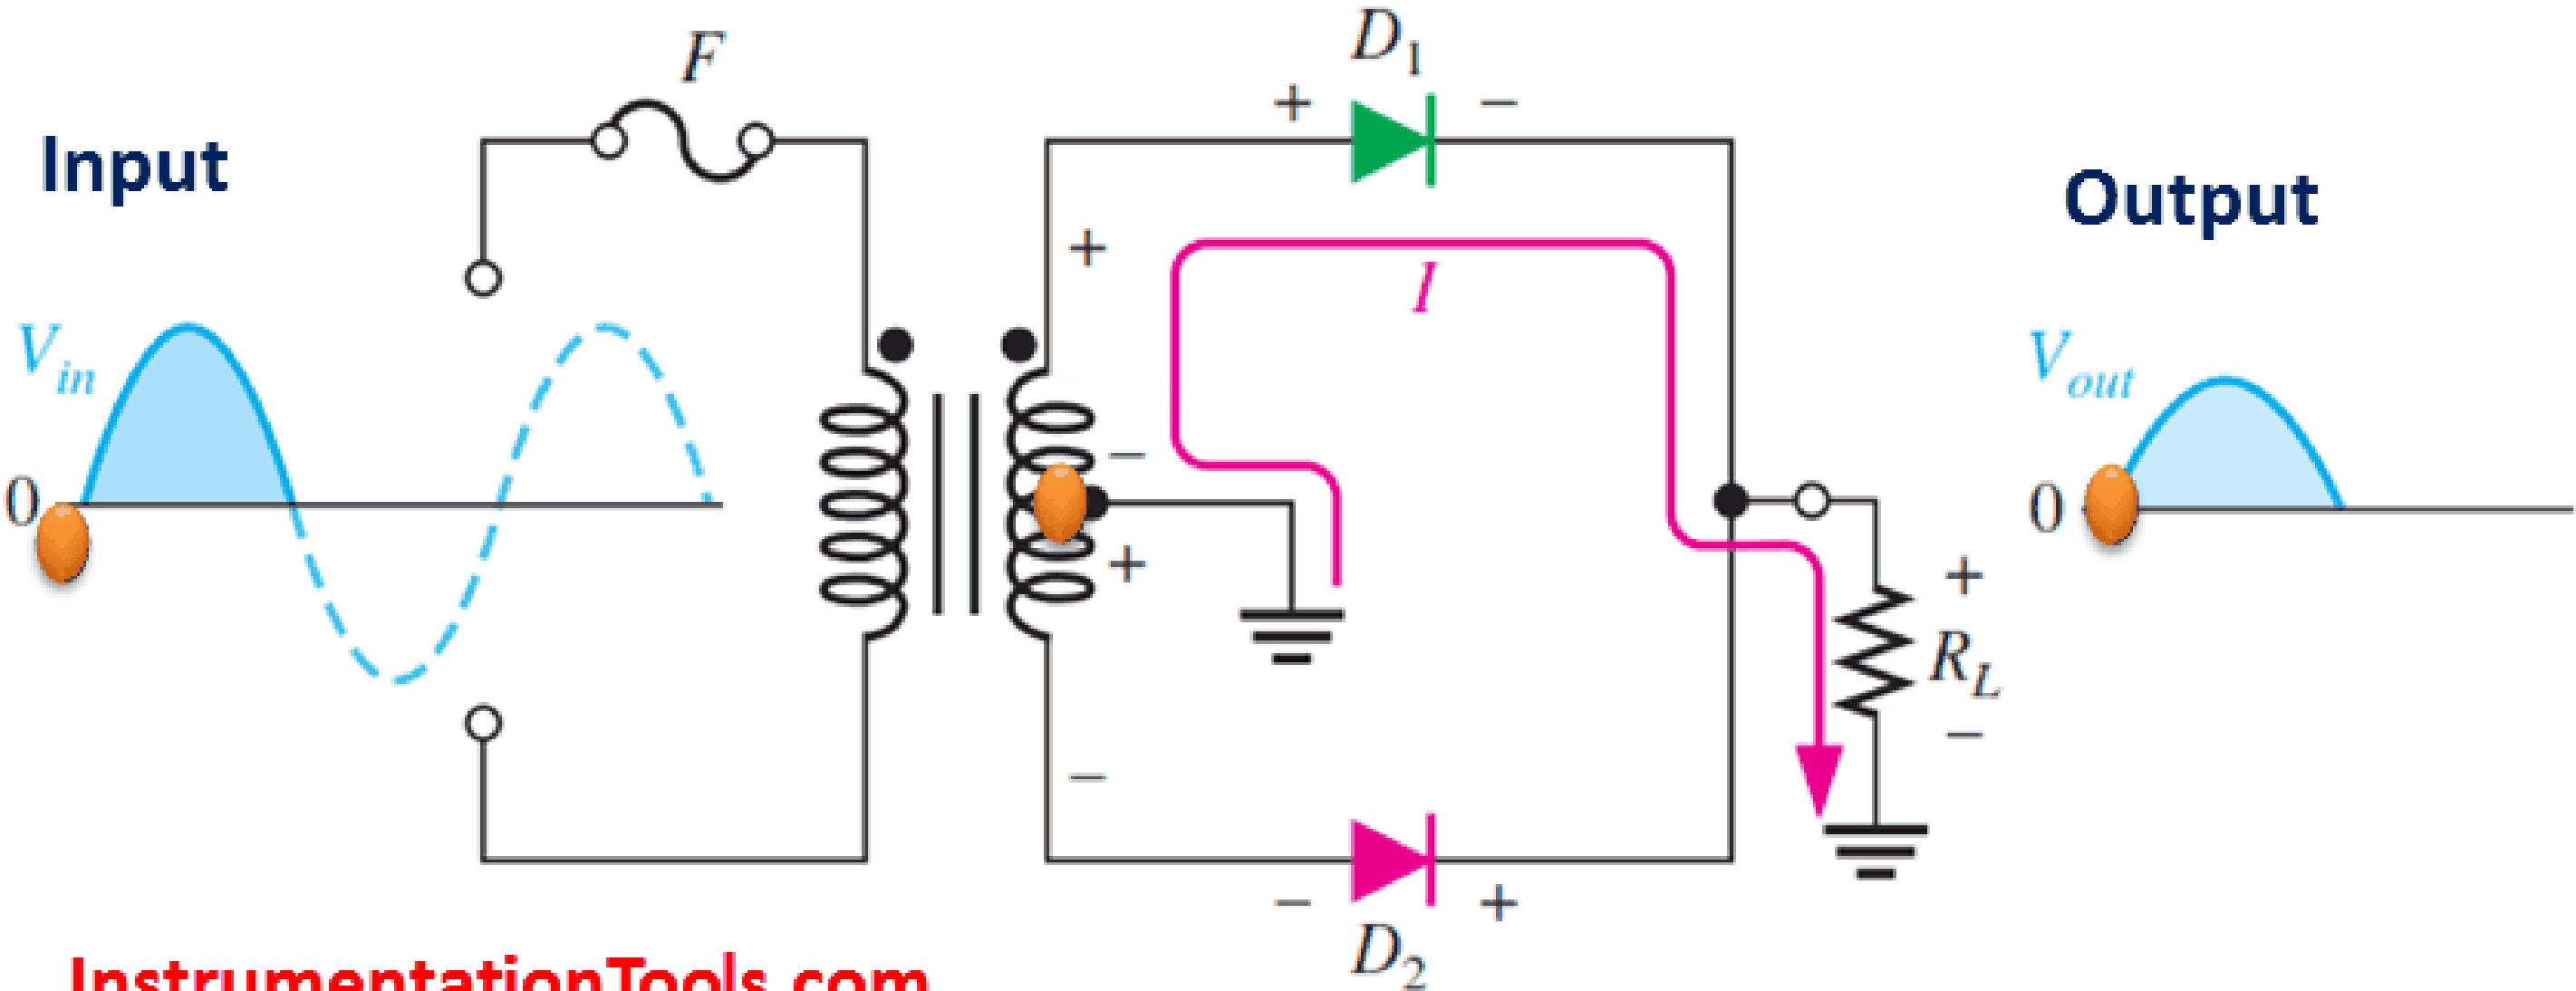 F
D1
+ −
Input
Output
+
I
Vin
Vout
−
0
0
+
+
RL
−
−
− +
D2
InstrumentationTools.com